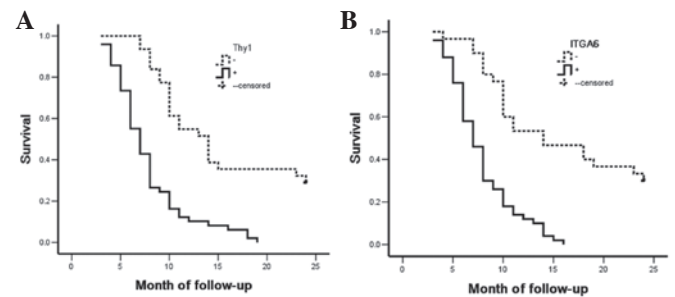 A
Thy1
-
+
--censored
Survival
1.0
0.8
0.6
0.4
0.2
0.0
0 5 10 15 20 25
Month of follow-up
B
ITGA6
-
+
--censored
Survival
1.0
0.8
0.6
0.4
0.2
0.0
0 5 10 15 20 25
Month of follow-up